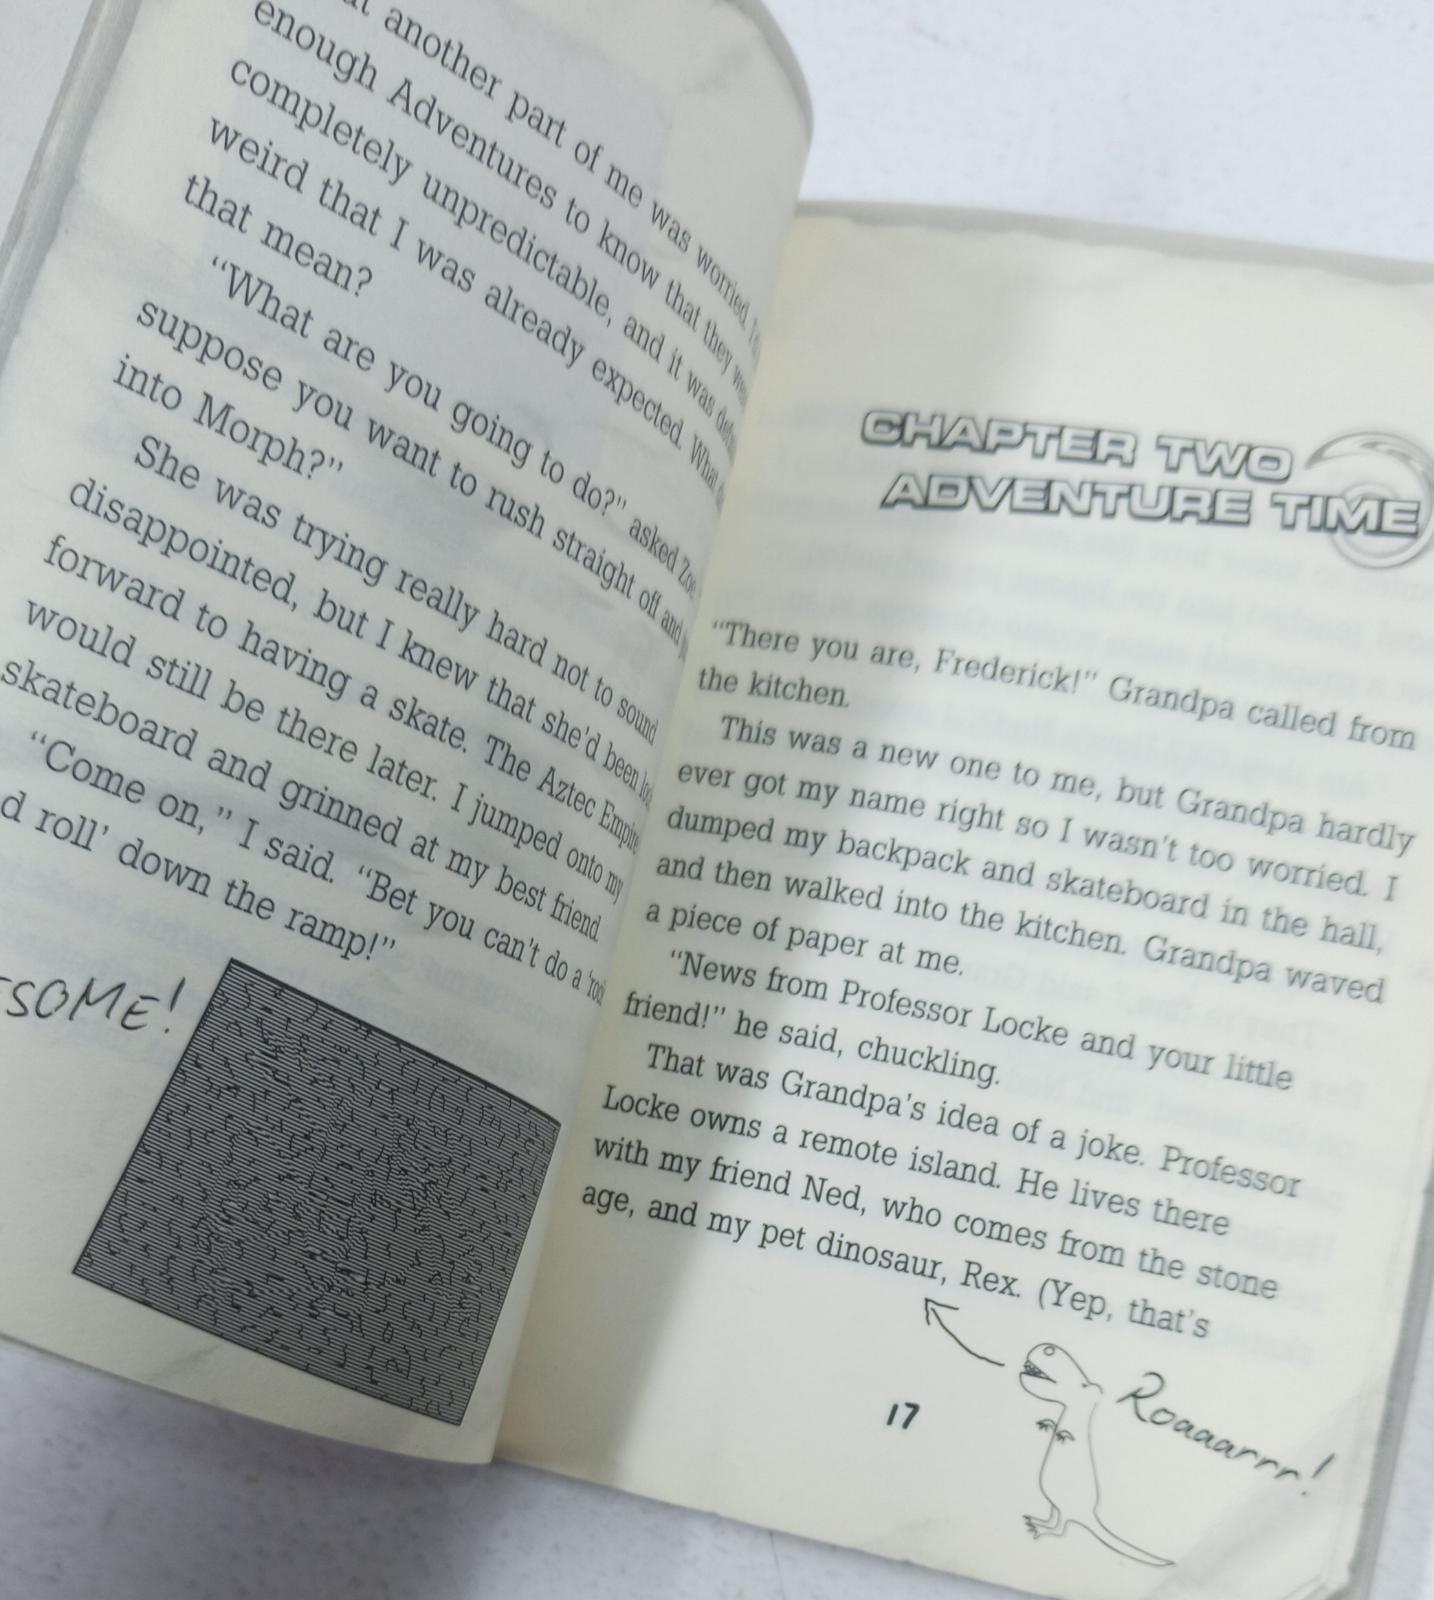 another part of me was worried.
enough Adventures to know that they
completely unpredictable, and it was
weird that I was already expected. What
that mean?
“What are you going to do?” asked Zoe.
suppose you want to rush straight off and
into Morph?”
She was trying really hard not to sound
disappointed, but I knew that she’d been
forward to having a skate. The Aztec Empire
would still be there later. I jumped onto my
skateboard and grinned at my best friend.
“Come on,” I said. “Bet you can’t do a ‘rock
d roll’ down the ramp!”
SOME!
CHAPTER TWO
ADVENTURE TIME
“There you are, Frederick!” Grandpa called from
the kitchen.
This was a new one to me, but Grandpa hardly
ever got my name right so I wasn’t too worried. I
dumped my backpack and skateboard in the hall,
and then walked into the kitchen. Grandpa waved
a piece of paper at me.
“News from Professor Locke and your little
friend!” he said, chuckling.
That was Grandpa’s idea of a joke. Professor
Locke owns a remote island. He lives there
with my friend Ned, who comes from the stone
age, and my pet dinosaur, Rex. (Yep, that’s
Roaaarrr!
17